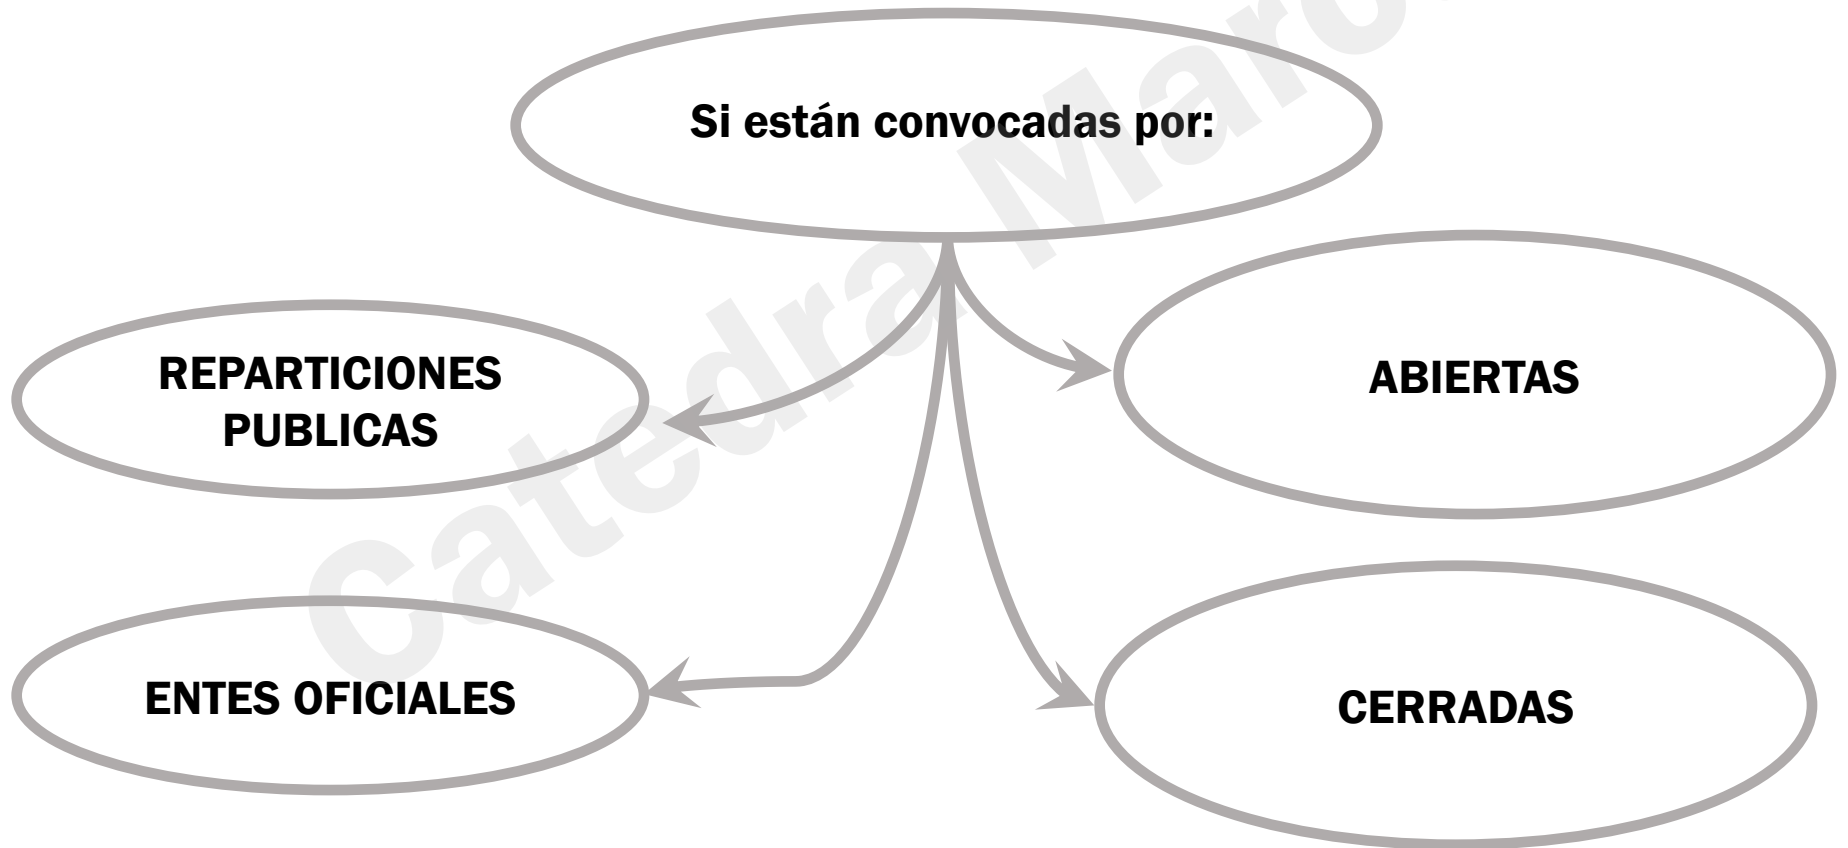 Si están convocadas por:
REPARTICIONES
PUBLICAS
ABIERTAS
ENTES OFICIALES
CERRADAS
Catedra